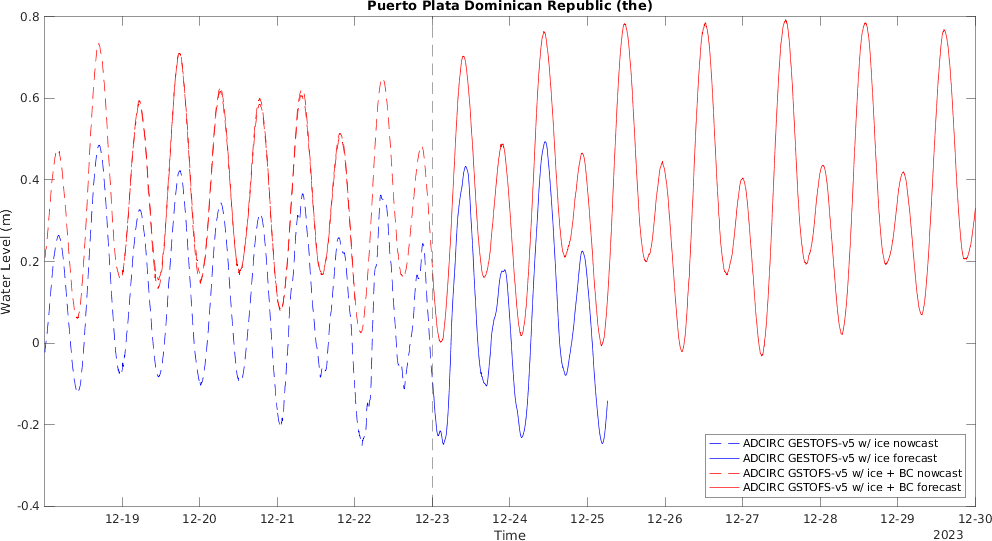 Puerto Plata Dominican Republic (the)
0.8
0.6
0.4
0.2
0
-0.2
-0.4
Water Level (m)
ADCIRC GESTOFS-v5 w/ ice nowcast
ADCIRC GESTOFS-v5 w/ ice forecast
ADCIRC GSTOFS-v5 w/ ice + BC nowcast
ADCIRC GSTOFS-v5 w/ ice + BC forecast
12-19 12-20 12-21 12-22 12-23 12-24 12-25 12-26 12-27 12-28 12-29 12-30
Time
2023